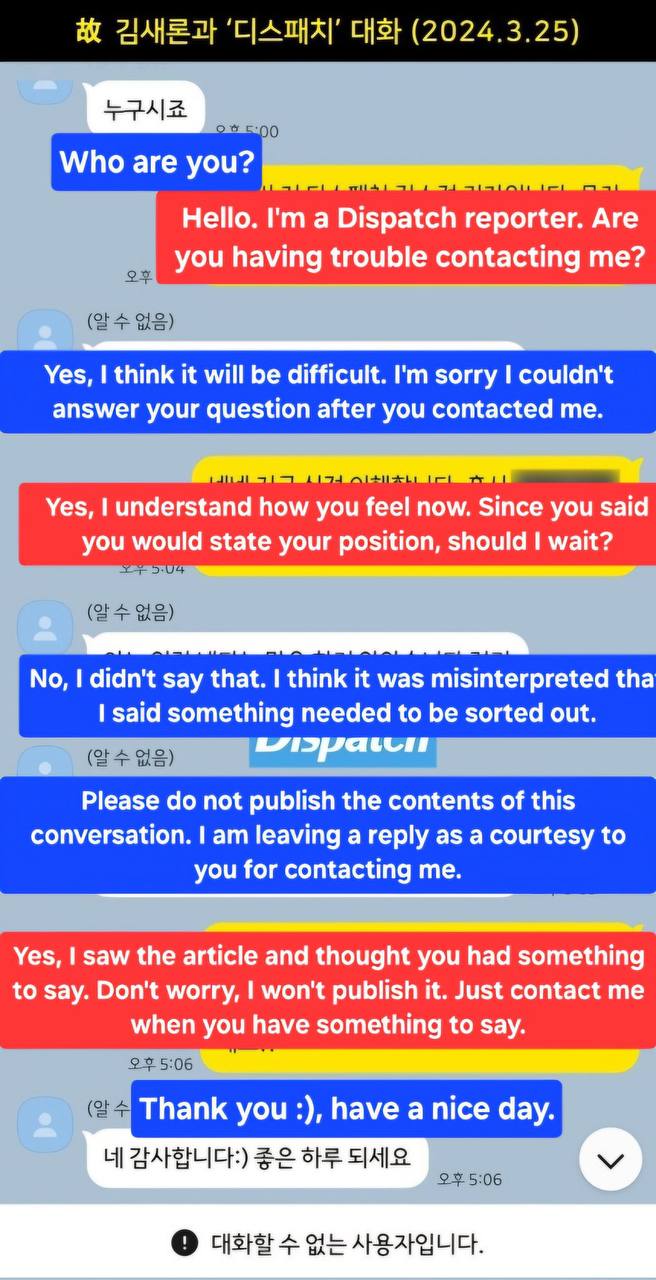 故 김새론과 ‘디스패치’ 대화 (2024.3.25)
누구시죠
오후 5:00
Who are you?
Hello. I'm a Dispatch reporter. Are
you having trouble contacting me?
오후
(알 수 없음)
Yes, I think it will be difficult. I'm sorry I couldn't
answer your question after you contacted me.
Yes, I understand how you feel now. Since you said
you would state your position, should I wait?
오후 5:04
(알 수 없음)
No, I didn't say that. I think it was misinterpreted that
I said something needed to be sorted out.
Dispatch
(알 수 없음)
Please do not publish the contents of this
conversation. I am leaving a reply as a courtesy to
you for contacting me.
Yes, I saw the article and thought you had something
to say. Don't worry, I won't publish it. Just contact me
when you have something to say.
오후 5:06
(알 수
Thank you :), have a nice day.
네 감사합니다:) 좋은 하루 되세요
오후 5:06
대화할 수 없는 사용자입니다.